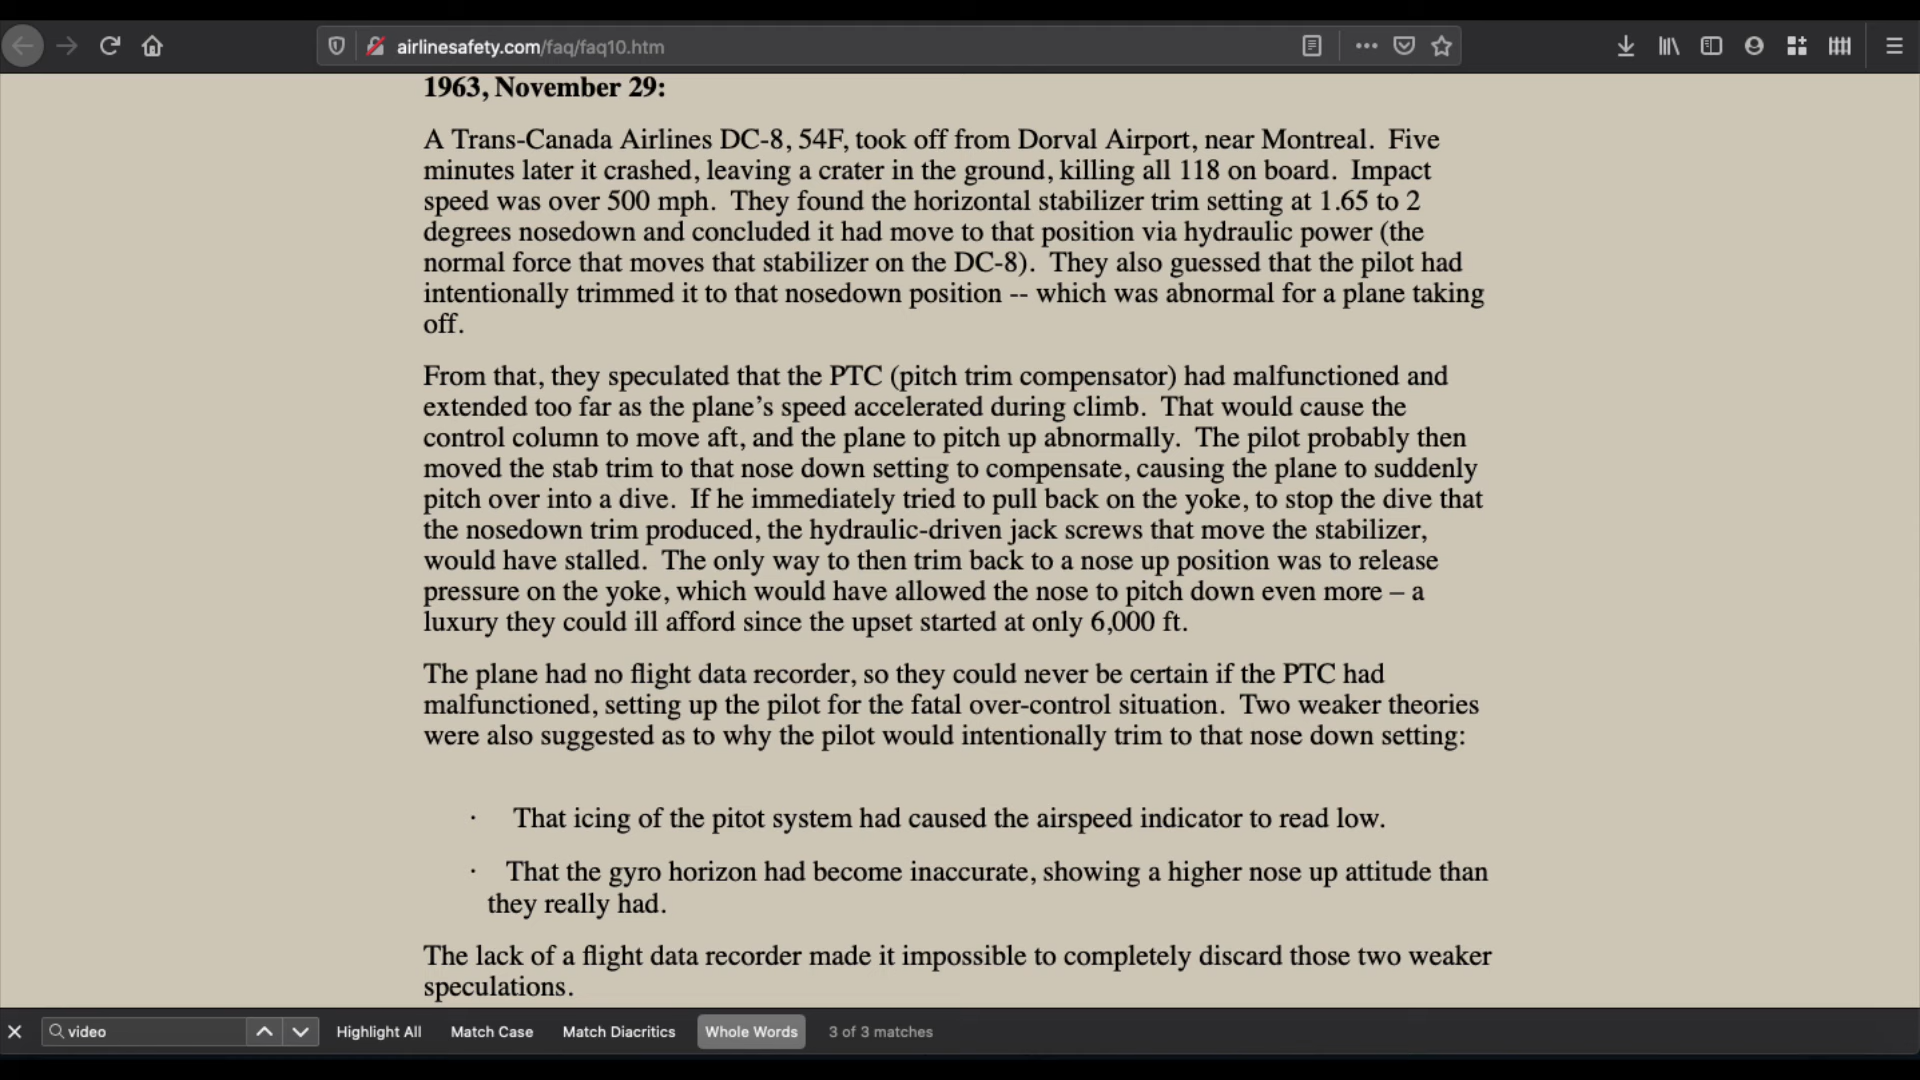 airlinesafety.com/faq/faq10.htm
1963, November 29:
A Trans-Canada Airlines DC-8, 54F, took off from Dorval Airport, near Montreal. Five
minutes later it crashed, leaving a crater in the ground, killing all 118 on board. Impact
speed was over 500 mph. They found the horizontal stabilizer trim setting at 1.65 to 2
degrees nosedown and concluded it had move to that position via hydraulic power (the
normal force that moves that stabilizer on the DC-8). They also guessed that the pilot had
intentionally trimmed it to that nosedown position -- which was abnormal for a plane taking
off.
From that, they speculated that the PTC (pitch trim compensator) had malfunctioned and
extended too far as the plane’s speed accelerated during climb. That would cause the
control column to move aft, and the plane to pitch up abnormally. The pilot probably then
moved the stab trim to that nose down setting to compensate, causing the plane to suddenly
pitch over into a dive. If he immediately tried to pull back on the yoke, to stop the dive that
the nosedown trim produced, the hydraulic-driven jack screws that move the stabilizer,
would have stalled. The only way to then trim back to a nose up position was to release
pressure on the yoke, which would have allowed the nose to pitch down even more – a
luxury they could ill afford since the upset started at only 6,000 ft.
The plane had no flight data recorder, so they could never be certain if the PTC had
malfunctioned, setting up the pilot for the fatal over-control situation. Two weaker theories
were also suggested as to why the pilot would intentionally trim to that nose down setting:
· That icing of the pitot system had caused the airspeed indicator to read low.
· That the gyro horizon had become inaccurate, showing a higher nose up attitude than
they really had.
The lack of a flight data recorder made it impossible to completely discard those two weaker
speculations.
video Highlight All Match Case Match Diacritics Whole Words 3 of 3 matches